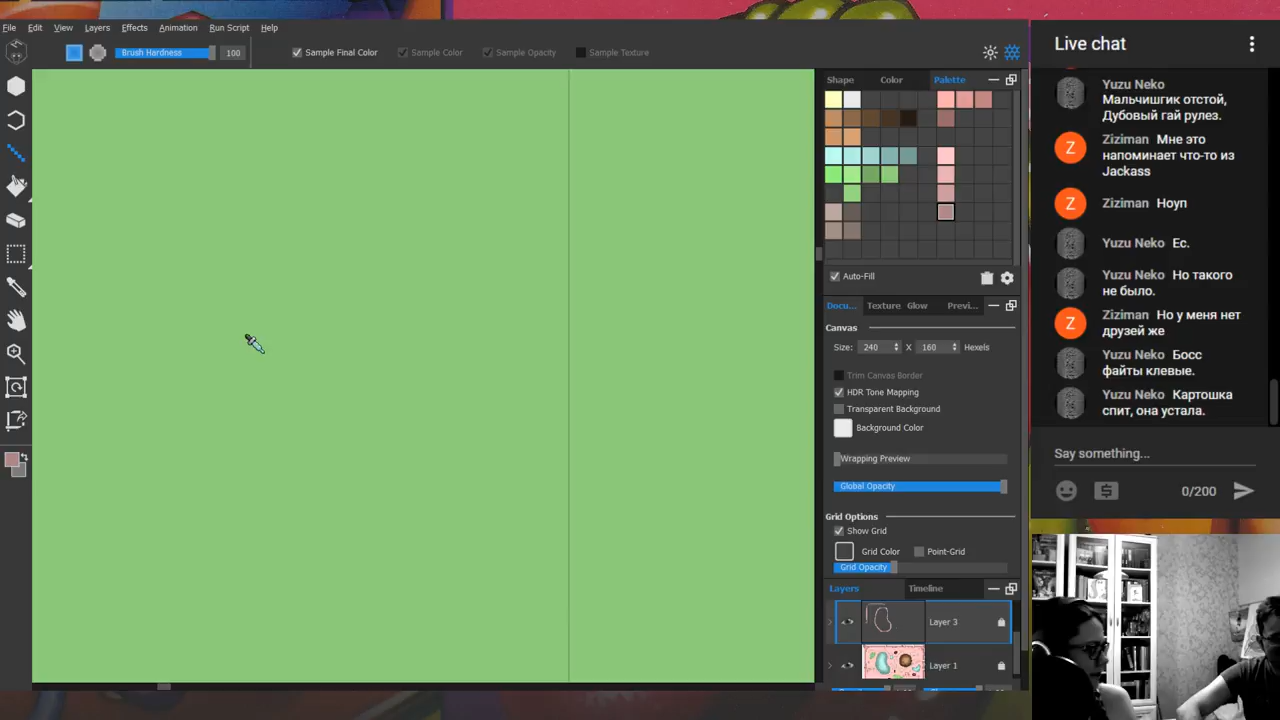 File Edit View Layers Effects Animation Run Script Help
Brush Hardness 100 Sample Final Color Sample Color Sample Opacity Sample Texture
Shape Color Palette
Auto-Fill
Docu... Texture Glow Previ...
Canvas
Size: 240 X 160 Hexels
Trim Canvas Border
HDR Tone Mapping
Transparent Background
Background Color
Wrapping Preview
Global Opacity
Grid Options
Show Grid
Grid Color Point-Grid
Grid Opacity
Layers Timeline
Layer 3
Layer 1
Live chat
Yuzu Neko
Мальчишгик отстой,
Дубовый гай рулез.
Z Ziziman Мне это
напоминает что-то из
Jackass
Z Ziziman Ноуп
Yuzu Neko Ес.
Yuzu Neko Но такого
не было.
Z Ziziman Но у меня нет
друзей же
Yuzu Neko Босс
файты клевые.
Yuzu Neko Картошка
спит, она устала.
Say something...
0/200